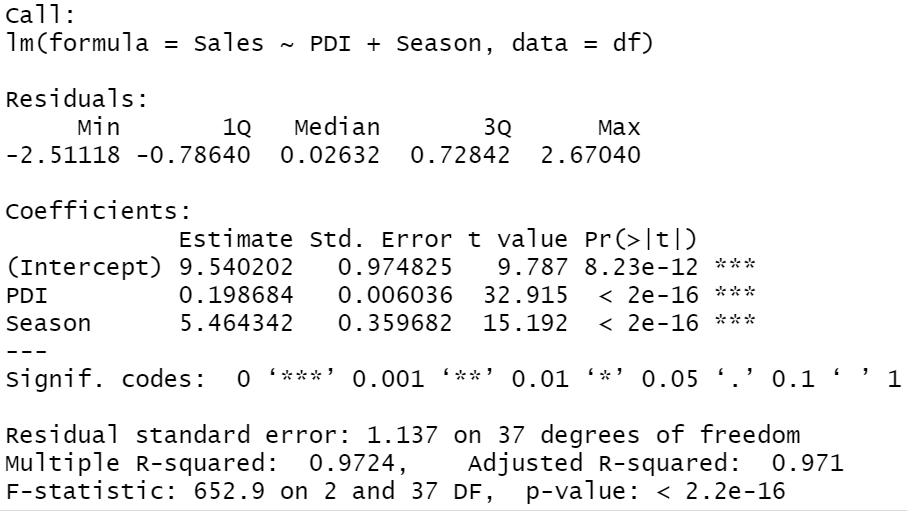 Call:
lm(formula = Sales ~ PDI + Season, data = df)
Residuals:
     Min       1Q   Median       3Q      Max
-2.51118 -0.78640  0.02632  0.72842  2.67040
Coefficients:
            Estimate Std. Error t value Pr(>|t|)
(Intercept) 9.540202   0.974825   9.787 8.23e-12 ***
PDI         0.198684   0.006036  32.915  < 2e-16 ***
Season      5.464342   0.359682  15.192  < 2e-16 ***
---
Signif. codes:  0 ‘***’ 0.001 ‘**’ 0.01 ‘*’ 0.05 ‘.’ 0.1 ‘ ’ 1
Residual standard error: 1.137 on 37 degrees of freedom
Multiple R-squared:  0.9724,    Adjusted R-squared:  0.971
F-statistic: 652.9 on 2 and 37 DF,  p-value: < 2.2e-16